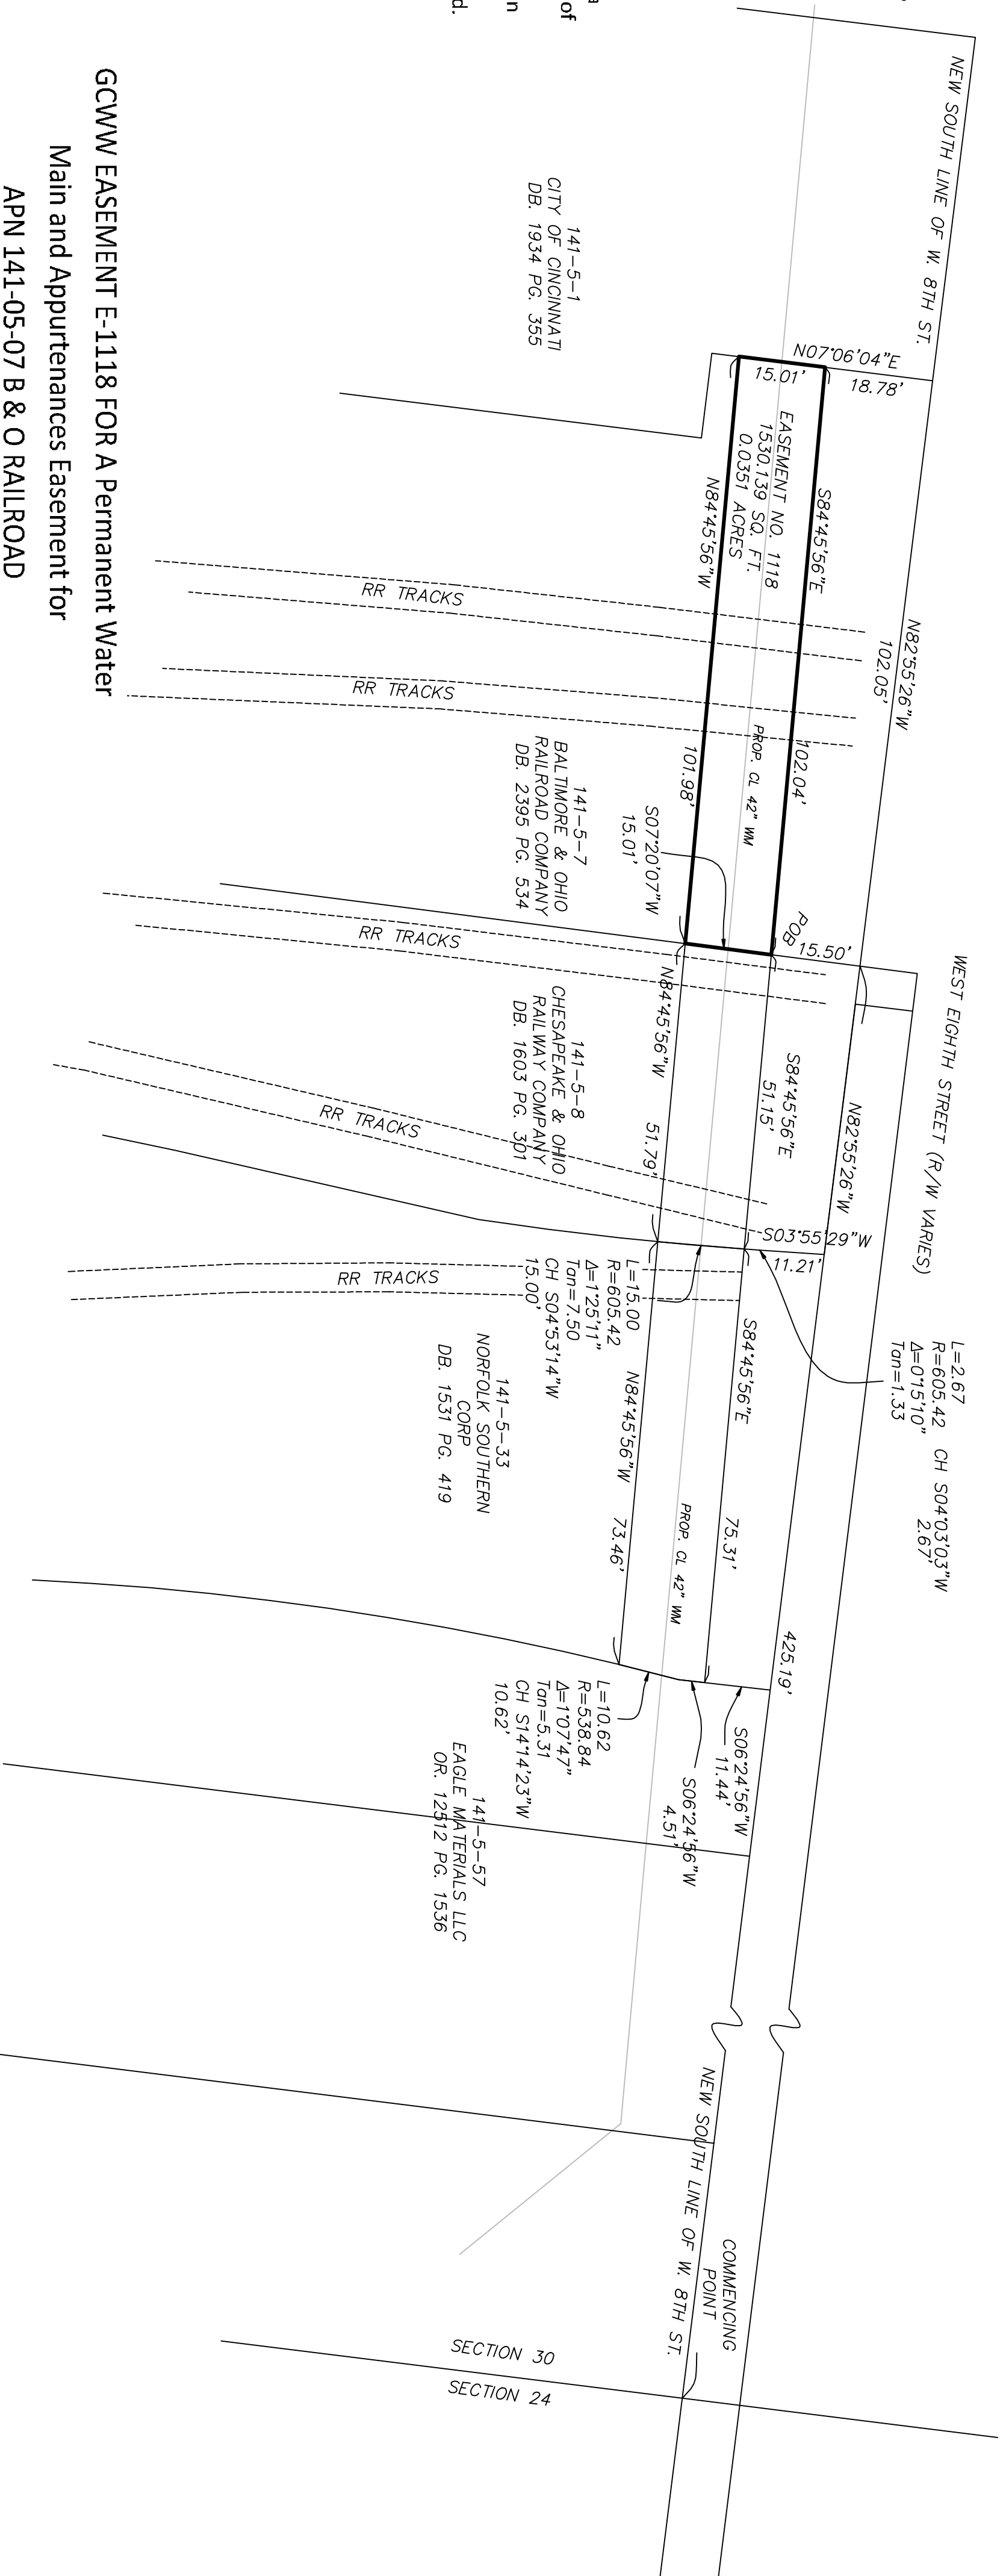 NEW SOUTH LINE OF W. 8TH ST.
N07°06'04"E
18.78'
15.01'
141-5-1
CITY OF CINCINNATI
DB. 1934 PG. 355
EASEMENT NO. 1118
1530.139 SQ. FT.
0.0351 ACRES
S84°45'56"E
102.04'
N84°45'56"W
101.98'
N82°55'26"W
102.05'
RR TRACKS
RR TRACKS
PROP. CL 42" WM
141-5-7
BALTIMORE & OHIO
RAILROAD COMPANY
DB. 2395 PG. 534
S07°20'07"W
15.01'
POB
15.50'
WEST EIGHTH STREET (R/W VARIES)
RR TRACKS
N84°45'56"W
51.79'
S84°45'56"E
51.15'
N82°55'26"W
425.19'
141-5-8
CHESAPEAKE & OHIO
RAILWAY COMPANY
DB. 1603 PG. 301
RR TRACKS
S03°55'29"W
11.21'
L=2.67
R=605.42
Δ=0°15'10"
Tan=1.33
CH S04°03'03"W
2.67'
L=15.00
R=605.42
Δ=1°25'11"
Tan=7.50
CH S04°53'14"W
15.00'
RR TRACKS
S84°45'56"E
75.31'
N84°45'56"W
73.46'
PROP. CL 42" WM
141-5-33
NORFOLK SOUTHERN
CORP
DB. 1531 PG. 419
S06°24'56"W
11.44'
S06°24'56"W
4.51'
L=10.62
R=538.84
Δ=1°07'47"
Tan=5.31
CH S14°14'23"W
10.62'
141-5-57
EAGLE MATERIALS LLC
OR. 12512 PG. 1536
NEW SOUTH LINE OF W. 8TH ST.
COMMENCING
POINT
SECTION 30
SECTION 24
of
n
d.
GCWW EASEMENT E-1118 FOR A Permanent Water
Main and Appurtenances Easement for
APN 141-05-07 B & O RAILROAD